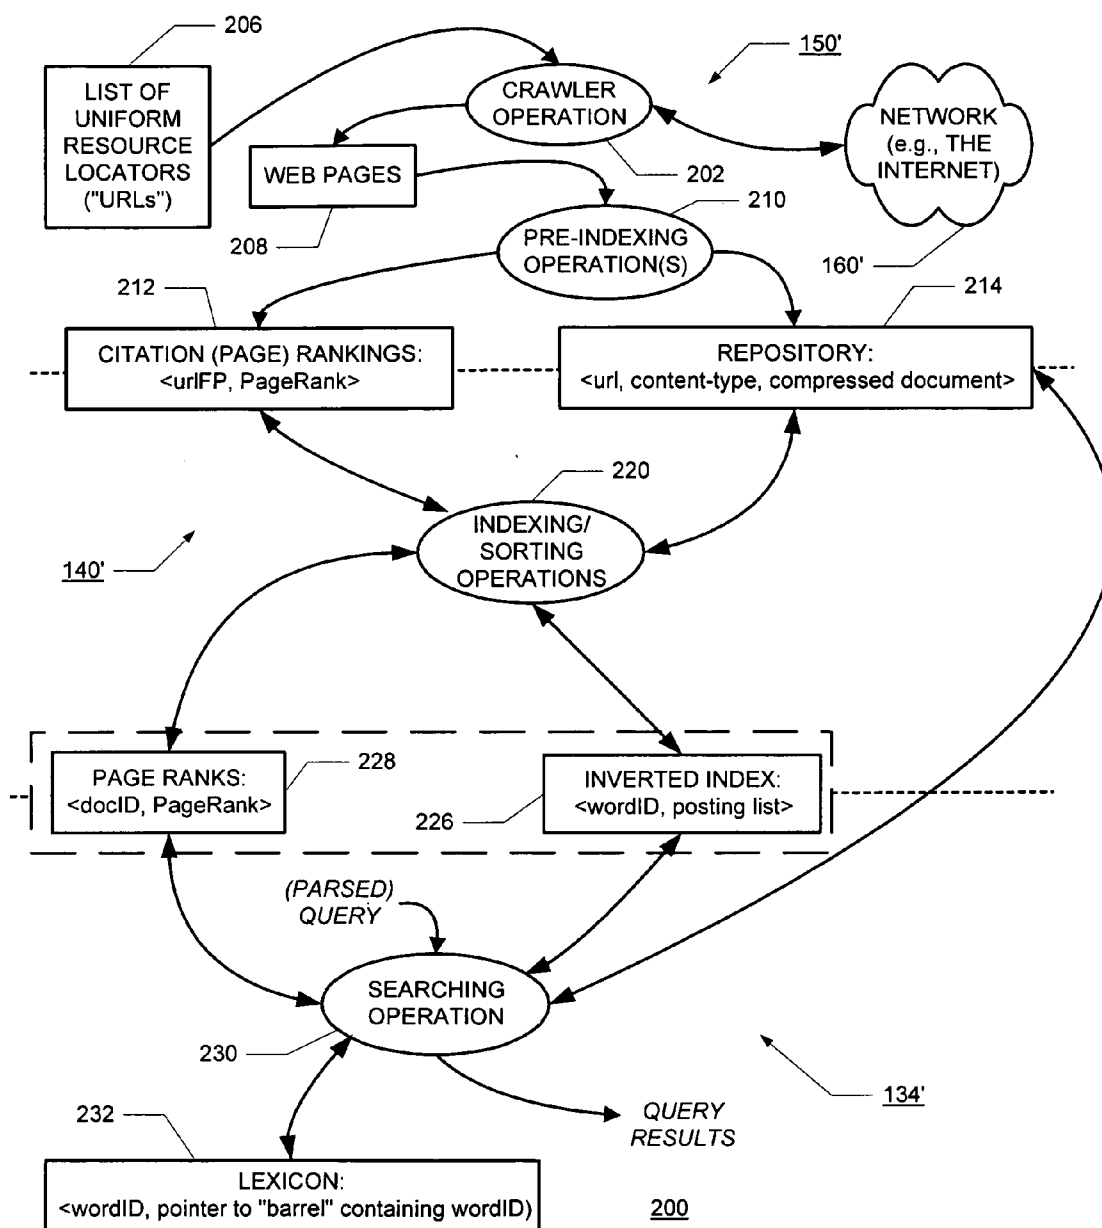 206
150'
LIST OF
UNIFORM
RESOURCE
LOCATORS
("URLs")
CRAWLER
OPERATION
NETWORK
(e.g., THE
INTERNET)
WEB PAGES
202
210
208
PRE-INDEXING
OPERATION(S)
160'
212
214
CITATION (PAGE) RANKINGS:
<urlFP, PageRank>
REPOSITORY:
<url, content-type, compressed document>
220
INDEXING/
SORTING
OPERATIONS
140'
PAGE RANKS:
<docID, PageRank>
228
INVERTED INDEX:
<wordID, posting list>
226
(PARSED)
QUERY
SEARCHING
OPERATION
230
134'
232
QUERY
RESULTS
LEXICON:
<wordID, pointer to "barrel" containing wordID)
200